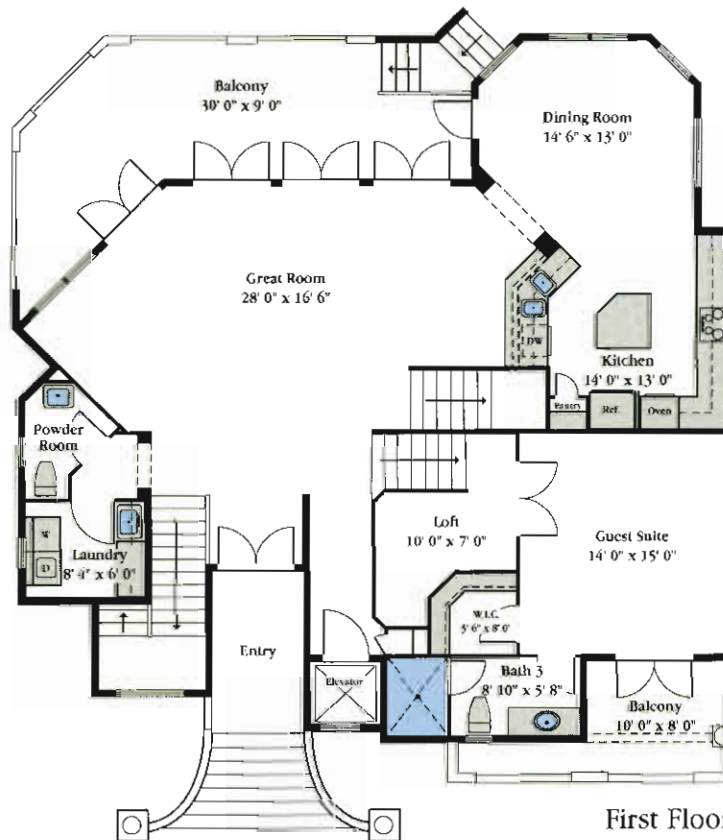 Balcony
30' 0" x 9' 0"
Dining Room
14' 6" x 13' 0"
Great Room
28' 0" x 16' 6"
DW
Kitchen
14' 0" x 13' 0"
Pantry
Ref.
Oven
Powder
Room
Loft
10' 0" x 7' 0"
Guest Suite
14' 0" x 15' 0"
W
D
Laundry
8' 4" x 6' 0"
W.I.C.
5' 6" x 8' 0"
Entry
Elevator
Bath 3
8' 10" x 5' 8"
Balcony
10' 0" x 8' 0"
First Floor